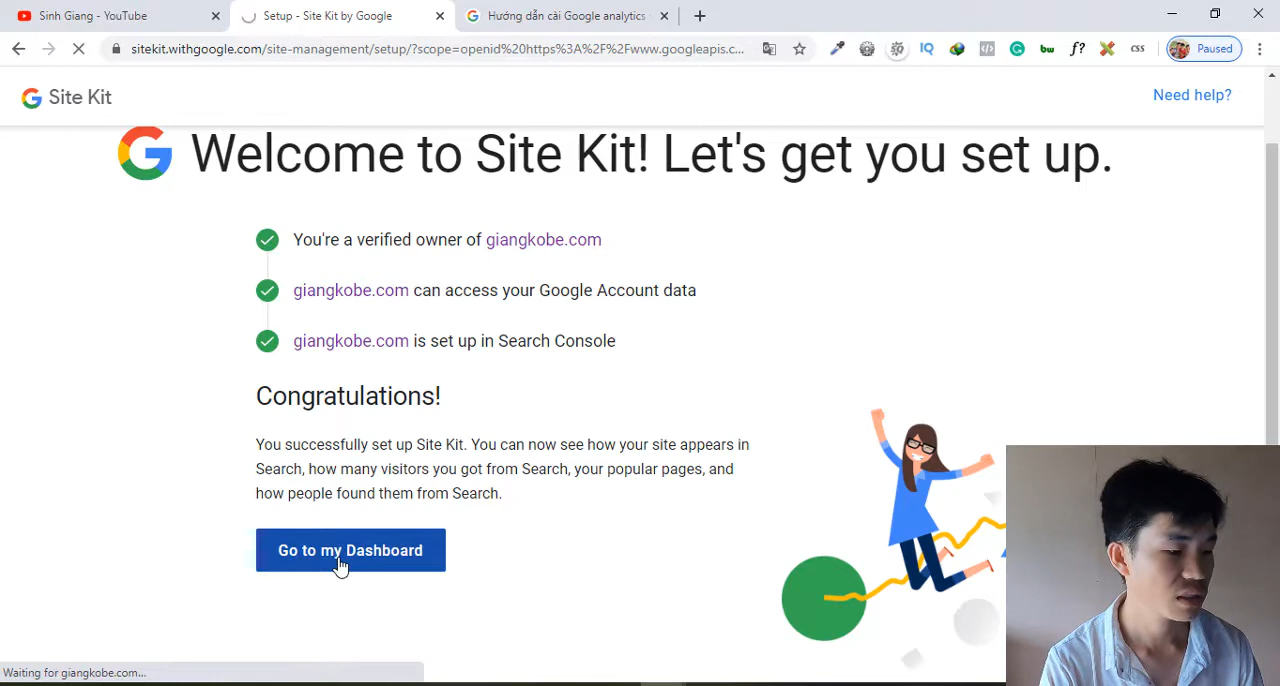 Sinh Giang - YouTube
Setup - Site Kit by Google
Hướng dẫn cài Google analytics
sitekit.withgoogle.com/site-management/setup/?scope=openid%20https%3A%2F%2Fwww.googleapis.c...
IQ
bw
f?
css
Paused
Site Kit
Need help?
Welcome to Site Kit! Let's get you set up.
You're a verified owner of giangkobe.com
giangkobe.com can access your Google Account data
giangkobe.com is set up in Search Console
Congratulations!
You successfully set up Site Kit. You can now see how your site appears in
Search, how many visitors you got from Search, your popular pages, and
how people found them from Search.
Go to my Dashboard
Waiting for giangkobe.com...